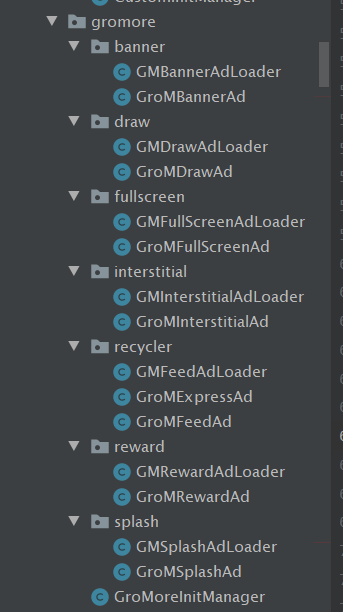 gromore
banner
GMBannerAdLoader
GroMBannerAd
draw
GMDrawAdLoader
GroMDrawAd
fullscreen
GMFullScreenAdLoader
GroMFullScreenAd
interstitial
GMInterstitialAdLoader
GroMInterstitialAd
recycler
GMFeedAdLoader
GroMExpressAd
GroMFeedAd
reward
GMRewardAdLoader
GroMRewardAd
splash
GMSplashAdLoader
GroMSplashAd
GroMoreInitManager